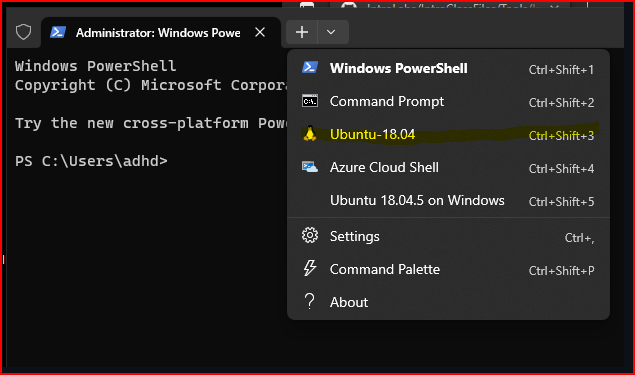 Administrator: Windows Powe
Windows PowerShell
Copyright (C) Microsoft Corpora
Try the new cross-platform Pow
PS C:\Users\adhd>
Windows PowerShell Ctrl+Shift+1
Command Prompt Ctrl+Shift+2
Ubuntu-18.04 Ctrl+Shift+3
Azure Cloud Shell Ctrl+Shift+4
Ubuntu 18.04.5 on Windows Ctrl+Shift+5
Settings Ctrl+,
Command Palette Ctrl+Shift+P
About